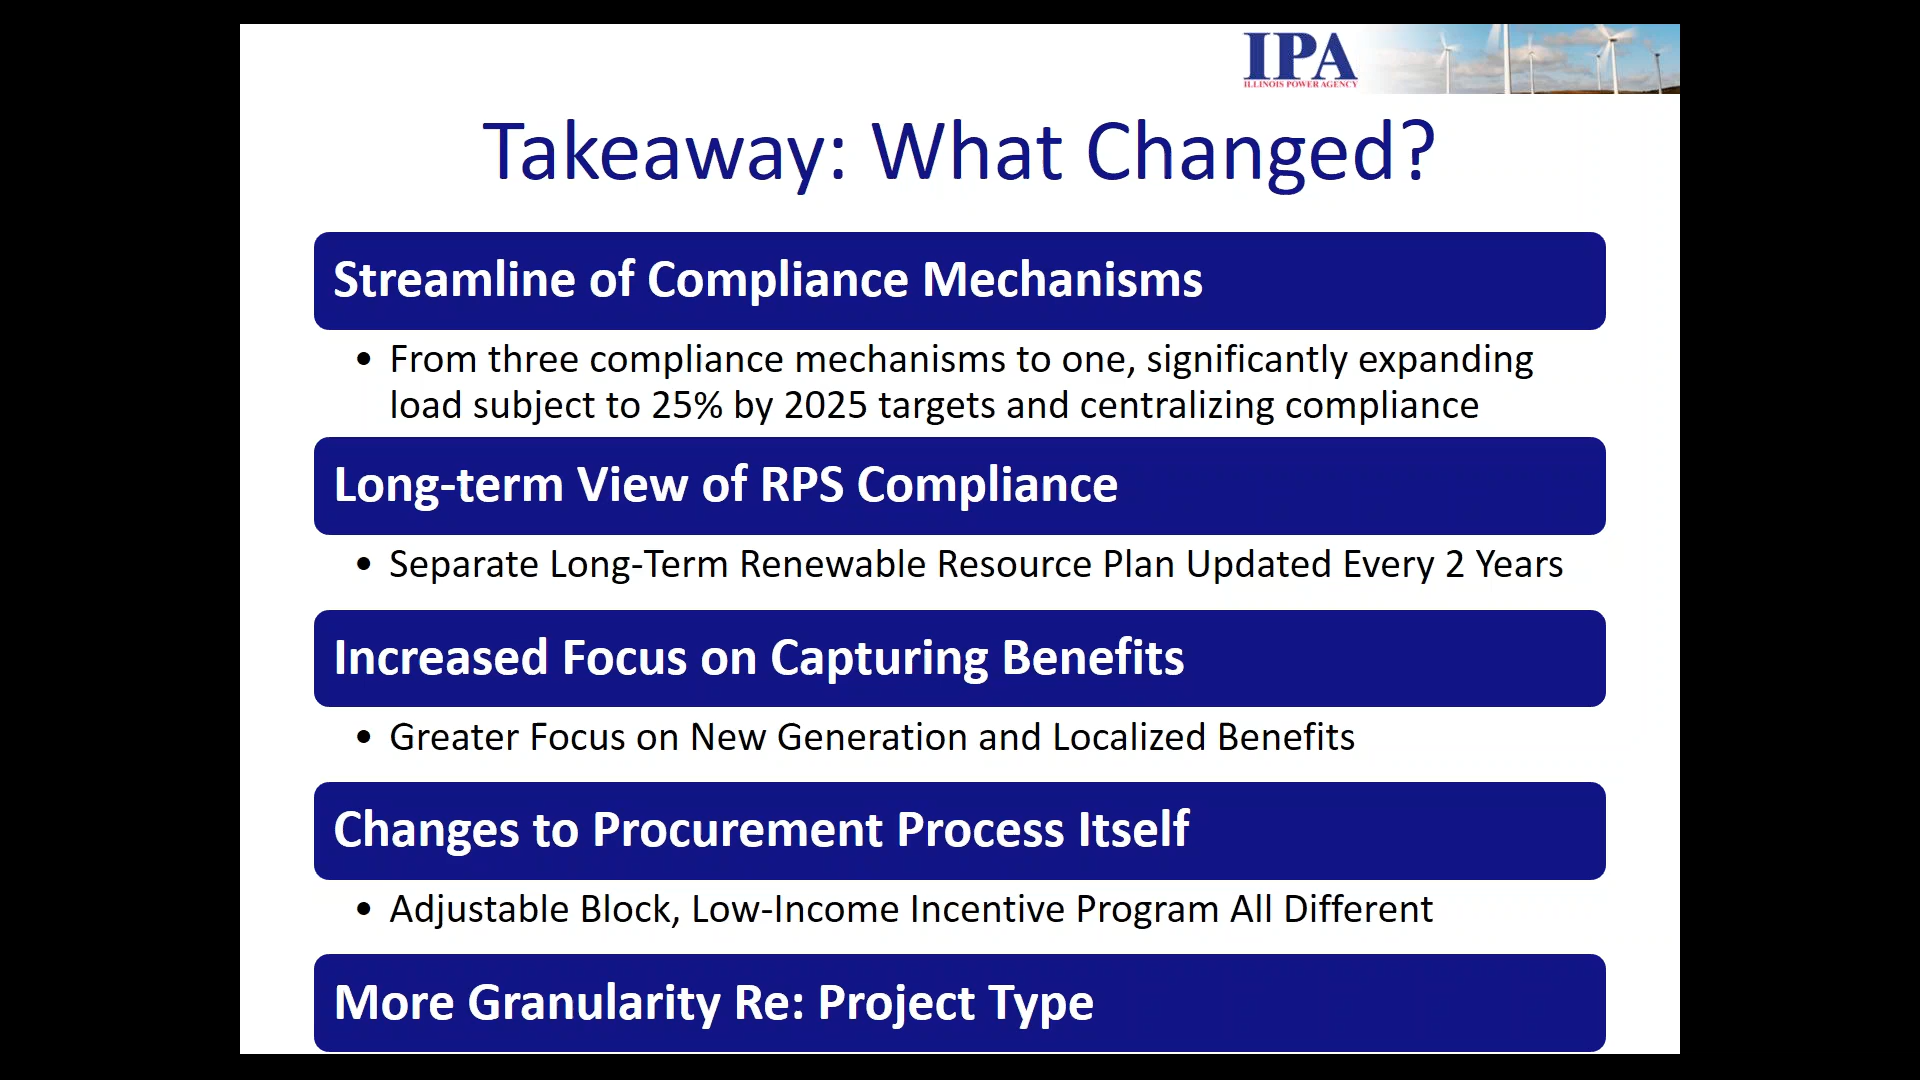 IPA
ILLINOIS POWER AGENCY
Takeaway: What Changed?
Streamline of Compliance Mechanisms
• From three compliance mechanisms to one, significantly expanding
load subject to 25% by 2025 targets and centralizing compliance
Long-term View of RPS Compliance
• Separate Long-Term Renewable Resource Plan Updated Every 2 Years
Increased Focus on Capturing Benefits
• Greater Focus on New Generation and Localized Benefits
Changes to Procurement Process Itself
• Adjustable Block, Low-Income Incentive Program All Different
More Granularity Re: Project Type